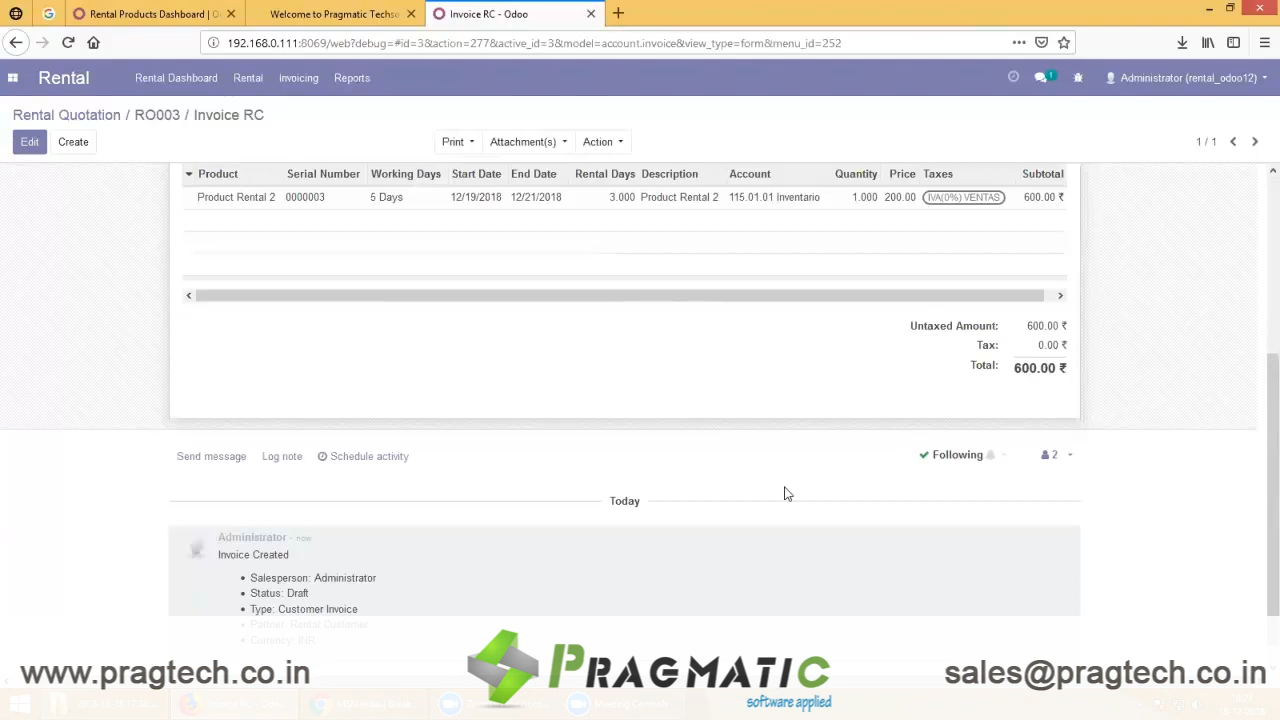 Rental Products Dashboard | O
Welcome to Pragmatic Techse
Invoice RC - Odoo
192.168.0.111:8069/web?debug=#id=3&action=277&active_id=3&model=account.invoice&view_type=form&menu_id=252
Rental
Rental Dashboard Rental Invoicing Reports
1 Administrator (rental_odoo12)
Rental Quotation / RO003 / Invoice RC
Edit Create Print Attachment(s) Action 1 / 1
Product Serial Number Working Days Start Date End Date Rental Days Description Account Quantity Price Taxes Subtotal
Product Rental 2 0000003 5 Days 12/19/2018 12/21/2018 3.000 Product Rental 2 115.01.01 Inventario 1.000 200.00 IVA(0%) VENTAS 600.00 ₹
Untaxed Amount: 600.00 ₹
Tax: 0.00 ₹
Total: 600.00 ₹
Send message Log note Schedule activity Following 2
Today
Administrator - now
Invoice Created
• Salesperson: Administrator
• Status: Draft
• Type: Customer Invoice
• Partner: Rental Customer
• Currency: INR
www.pragtech.co.in
PRAGMATIC
software applied
sales@pragtech.co.in